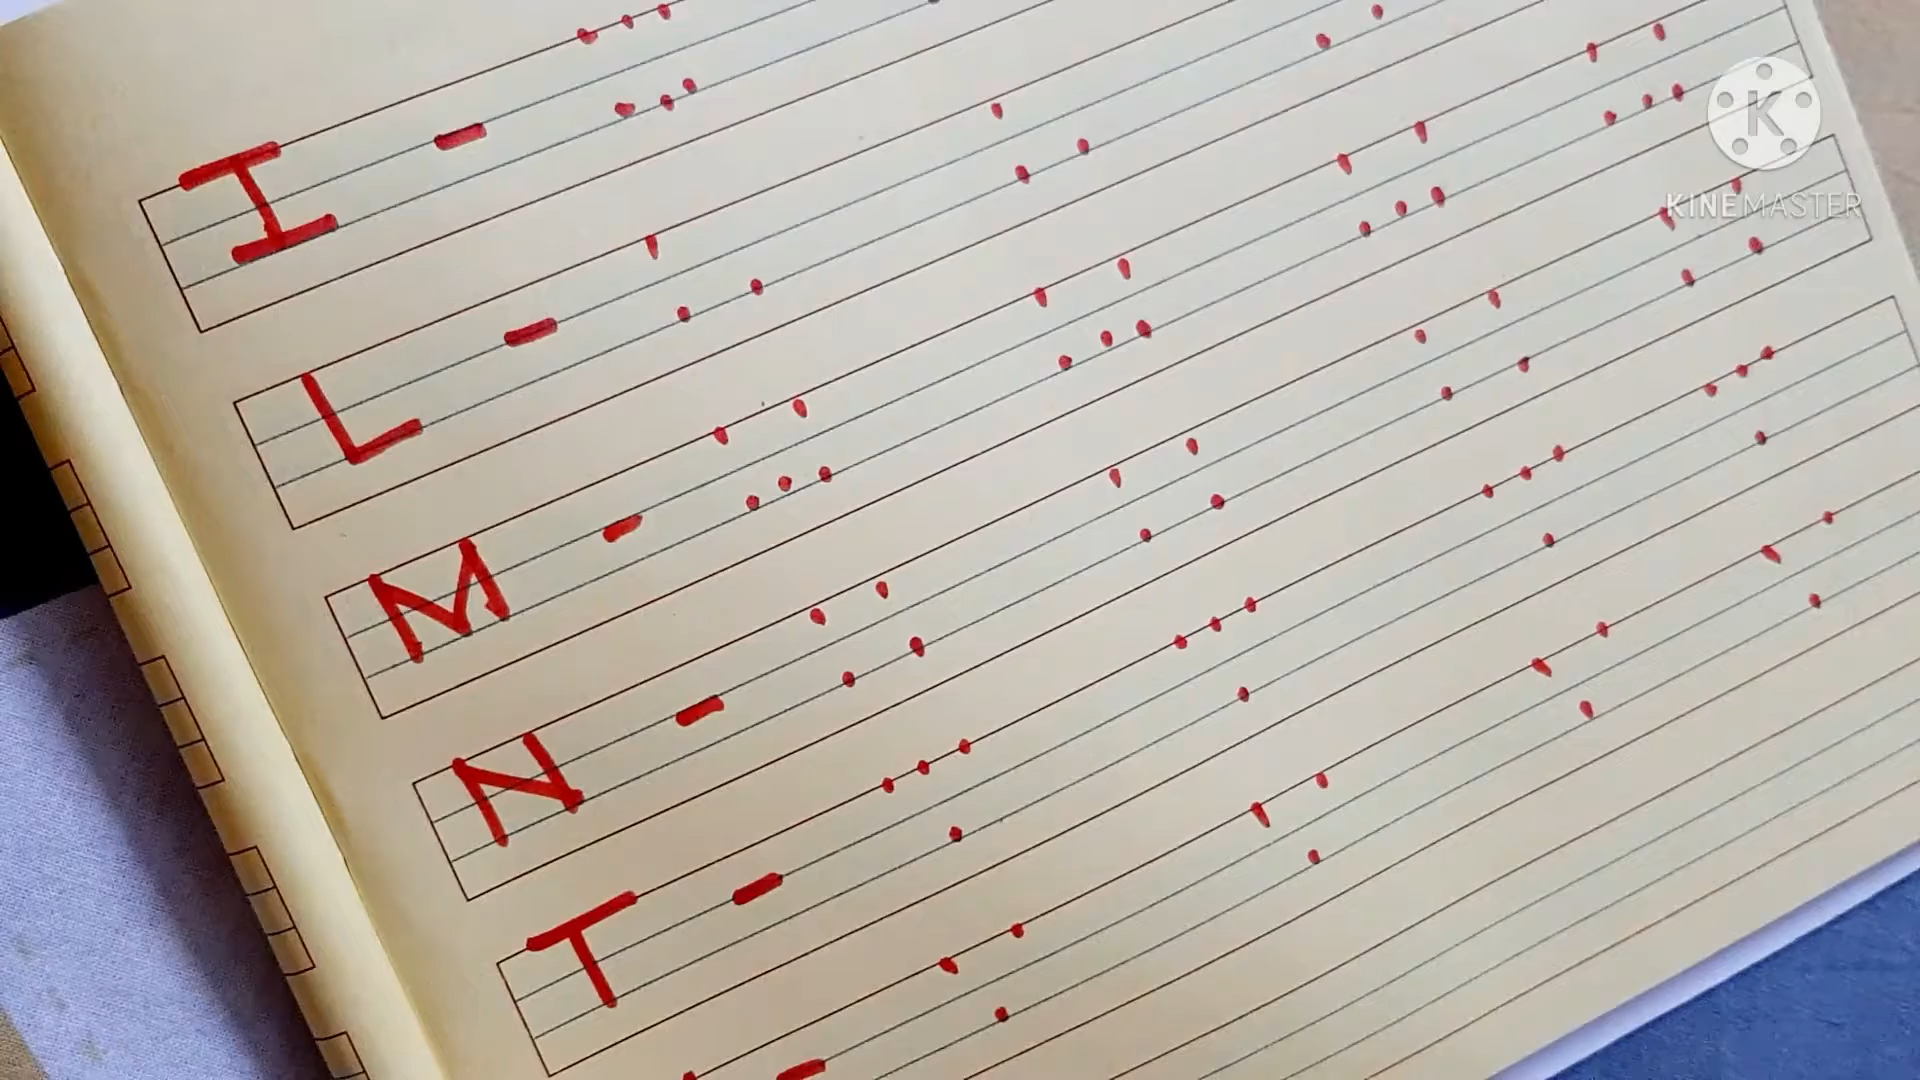 I -
L -
M -
N -
T -
K
KINEMASTER